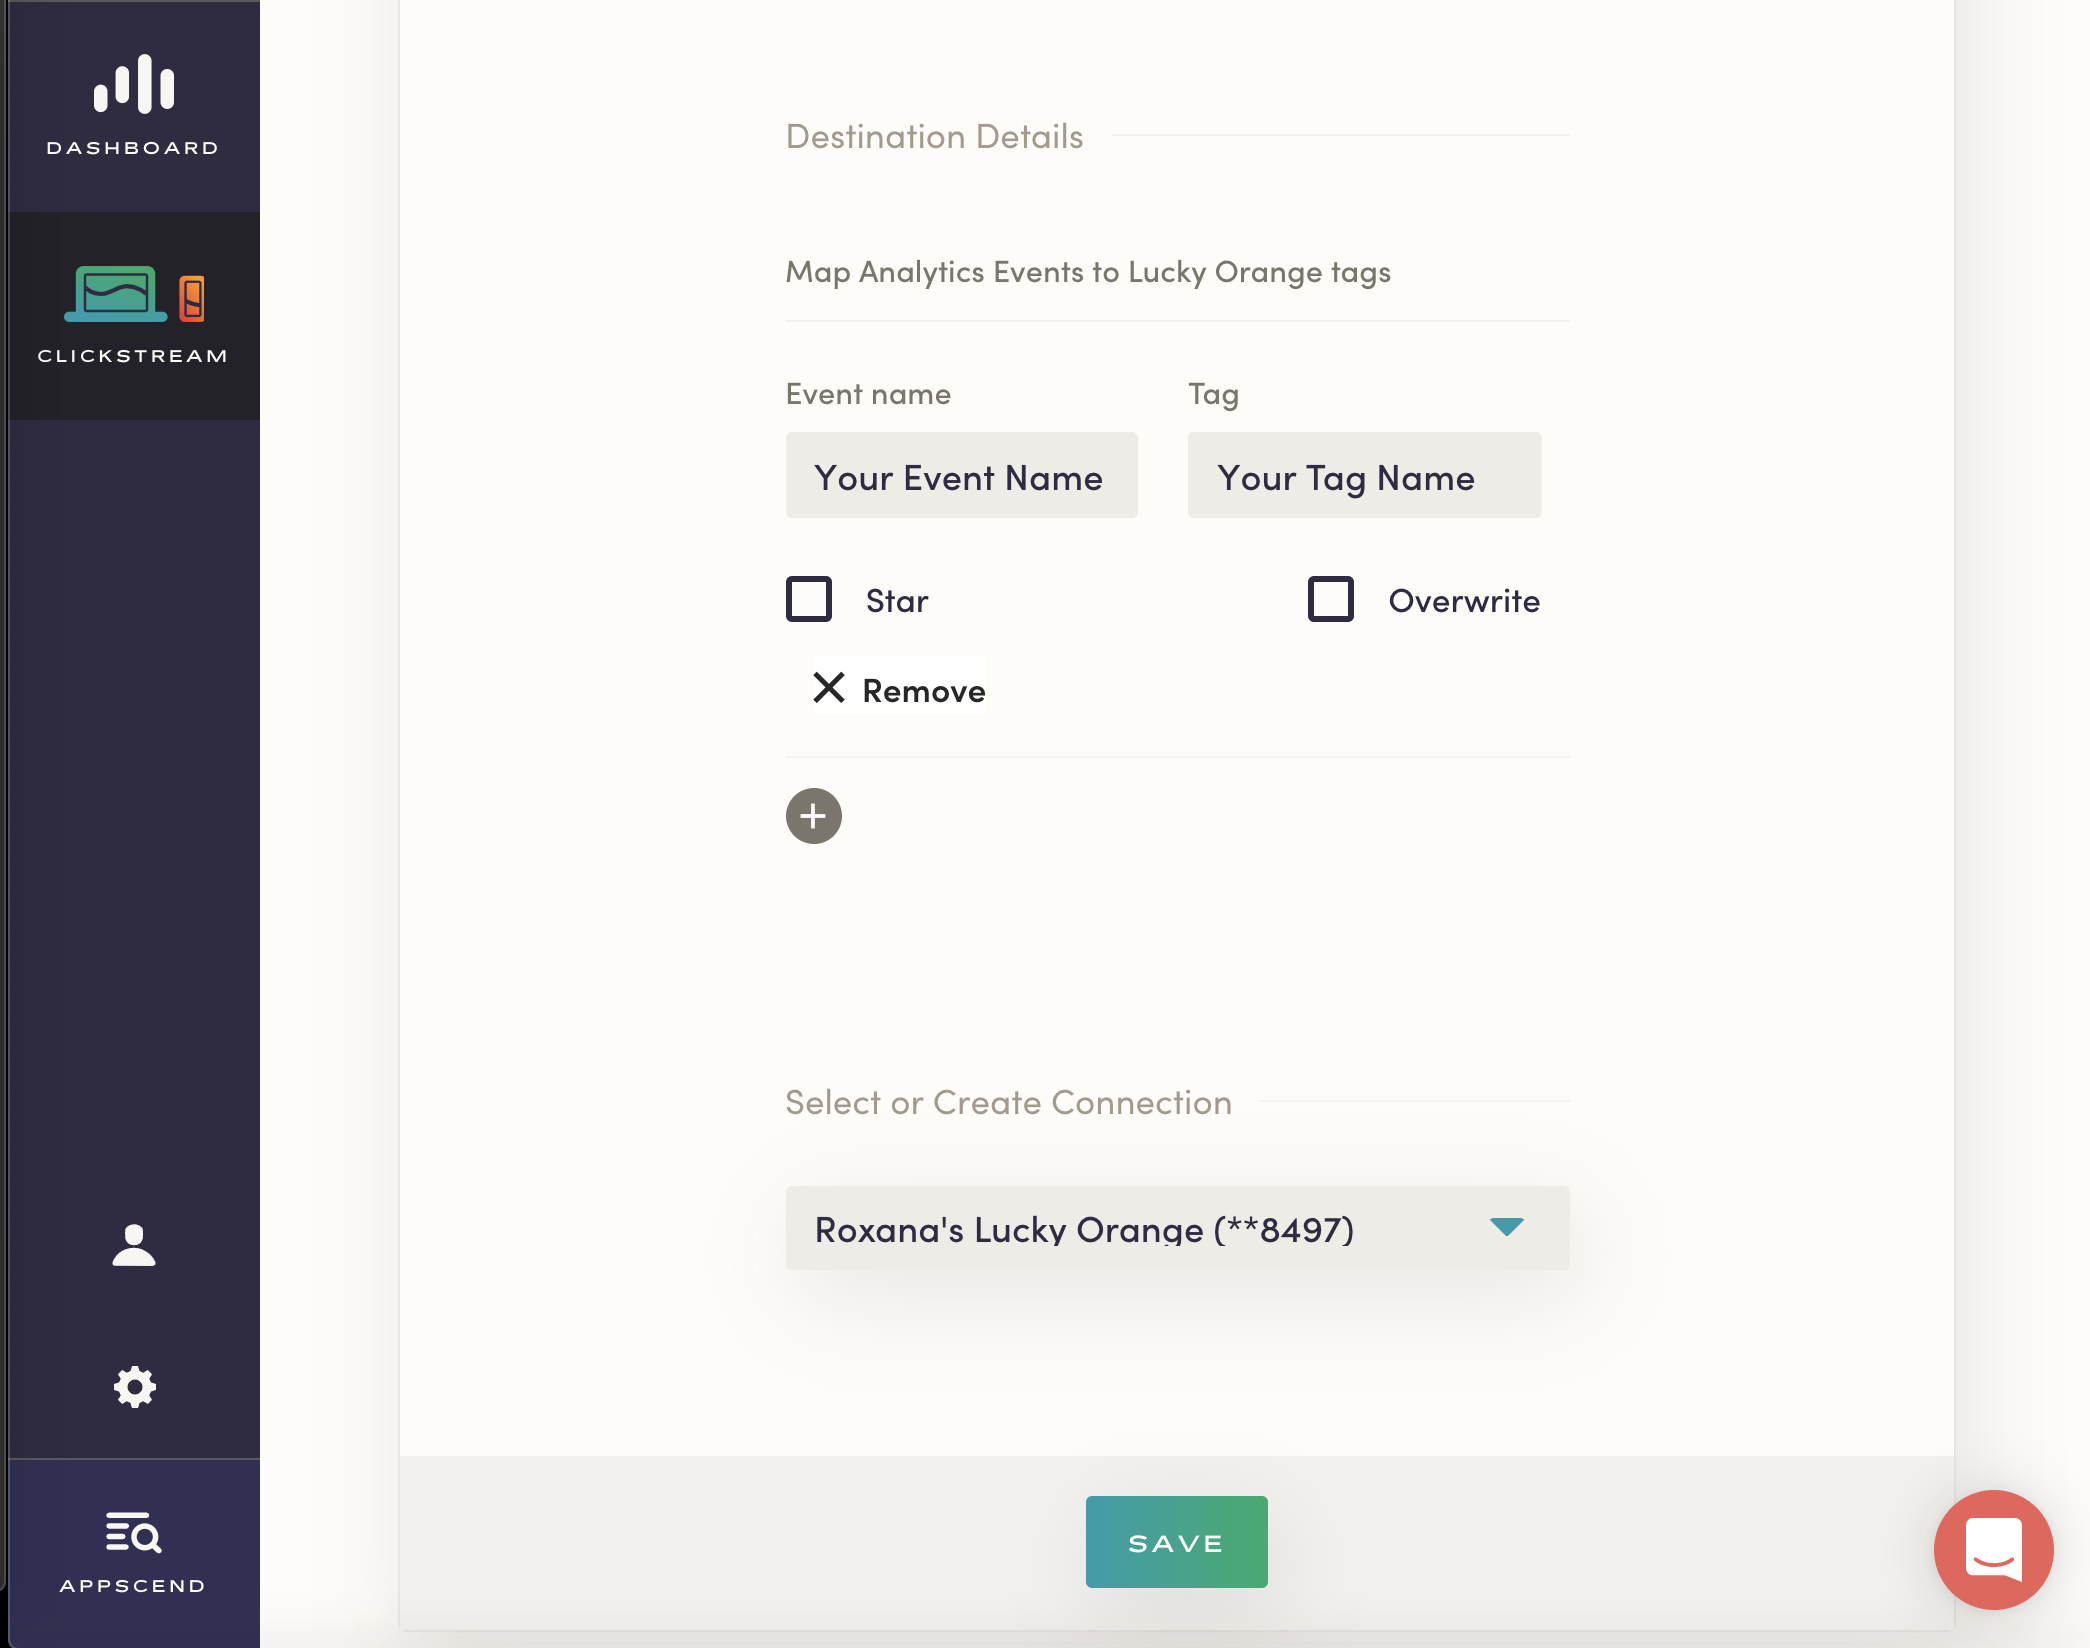 DASHBOARD
CLICKSTREAM
APPSCEND
Destination Details
Map Analytics Events to Lucky Orange tags
Event name
Tag
Your Event Name
Your Tag Name
Star
Overwrite
Remove
Select or Create Connection
Roxana's Lucky Orange (**8497)
SAVE